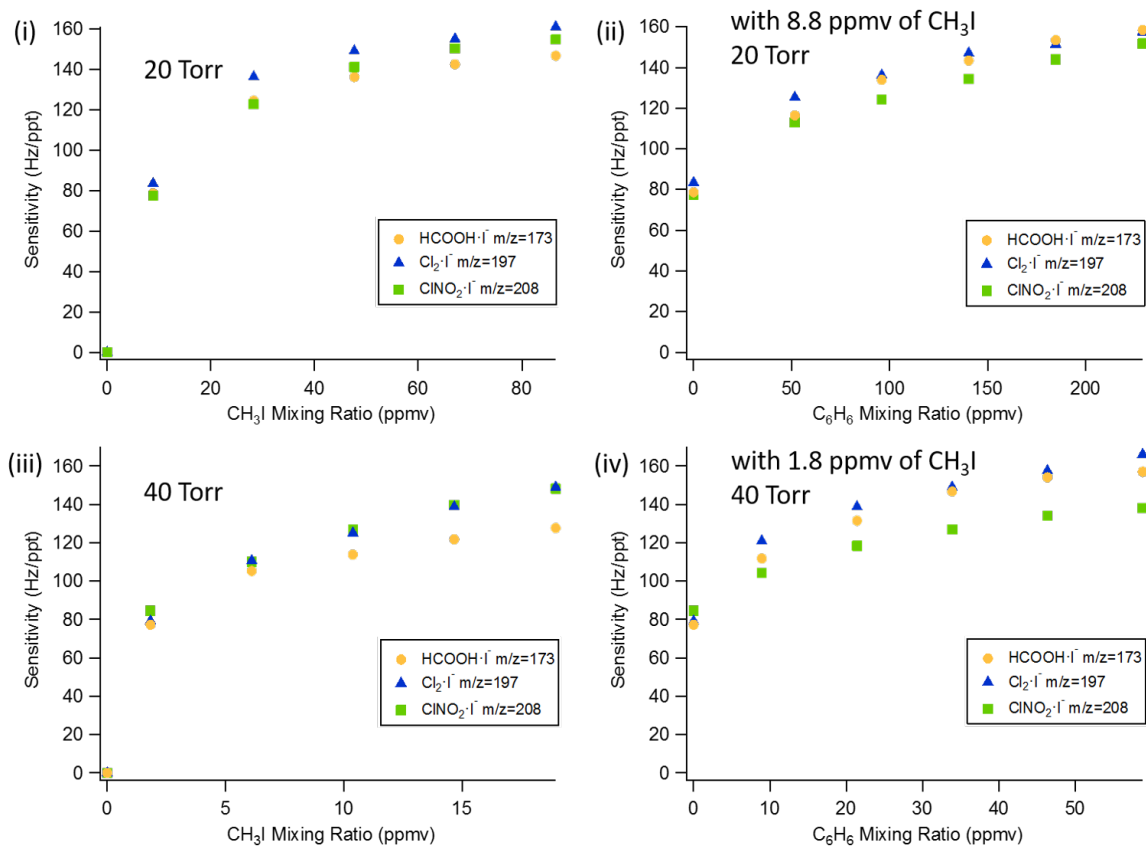 (i)
20 Torr
Sensitivity (Hz/ppt)
160
140
120
100
80
60
40
20
0
HCOOH·I⁻ m/z=173
Cl₂·I⁻ m/z=197
ClNO₂·I⁻ m/z=208
0 20 40 60 80
CH₃I Mixing Ratio (ppmv)
(ii)
with 8.8 ppmv of CH₃I
20 Torr
Sensitivity (Hz/ppt)
160
140
120
100
80
60
40
20
0
HCOOH·I⁻ m/z=173
Cl₂·I⁻ m/z=197
ClNO₂·I⁻ m/z=208
0 50 100 150 200
C₆H₆ Mixing Ratio (ppmv)
(iii)
40 Torr
Sensitivity (Hz/ppt)
160
140
120
100
80
60
40
20
0
HCOOH·I⁻ m/z=173
Cl₂·I⁻ m/z=197
ClNO₂·I⁻ m/z=208
0 5 10 15
CH₃I Mixing Ratio (ppmv)
(iv)
with 1.8 ppmv of CH₃I
40 Torr
Sensitivity (Hz/ppt)
160
140
120
100
80
60
40
20
0
HCOOH·I⁻ m/z=173
Cl₂·I⁻ m/z=197
ClNO₂·I⁻ m/z=208
0 10 20 30 40 50
C₆H₆ Mixing Ratio (ppmv)